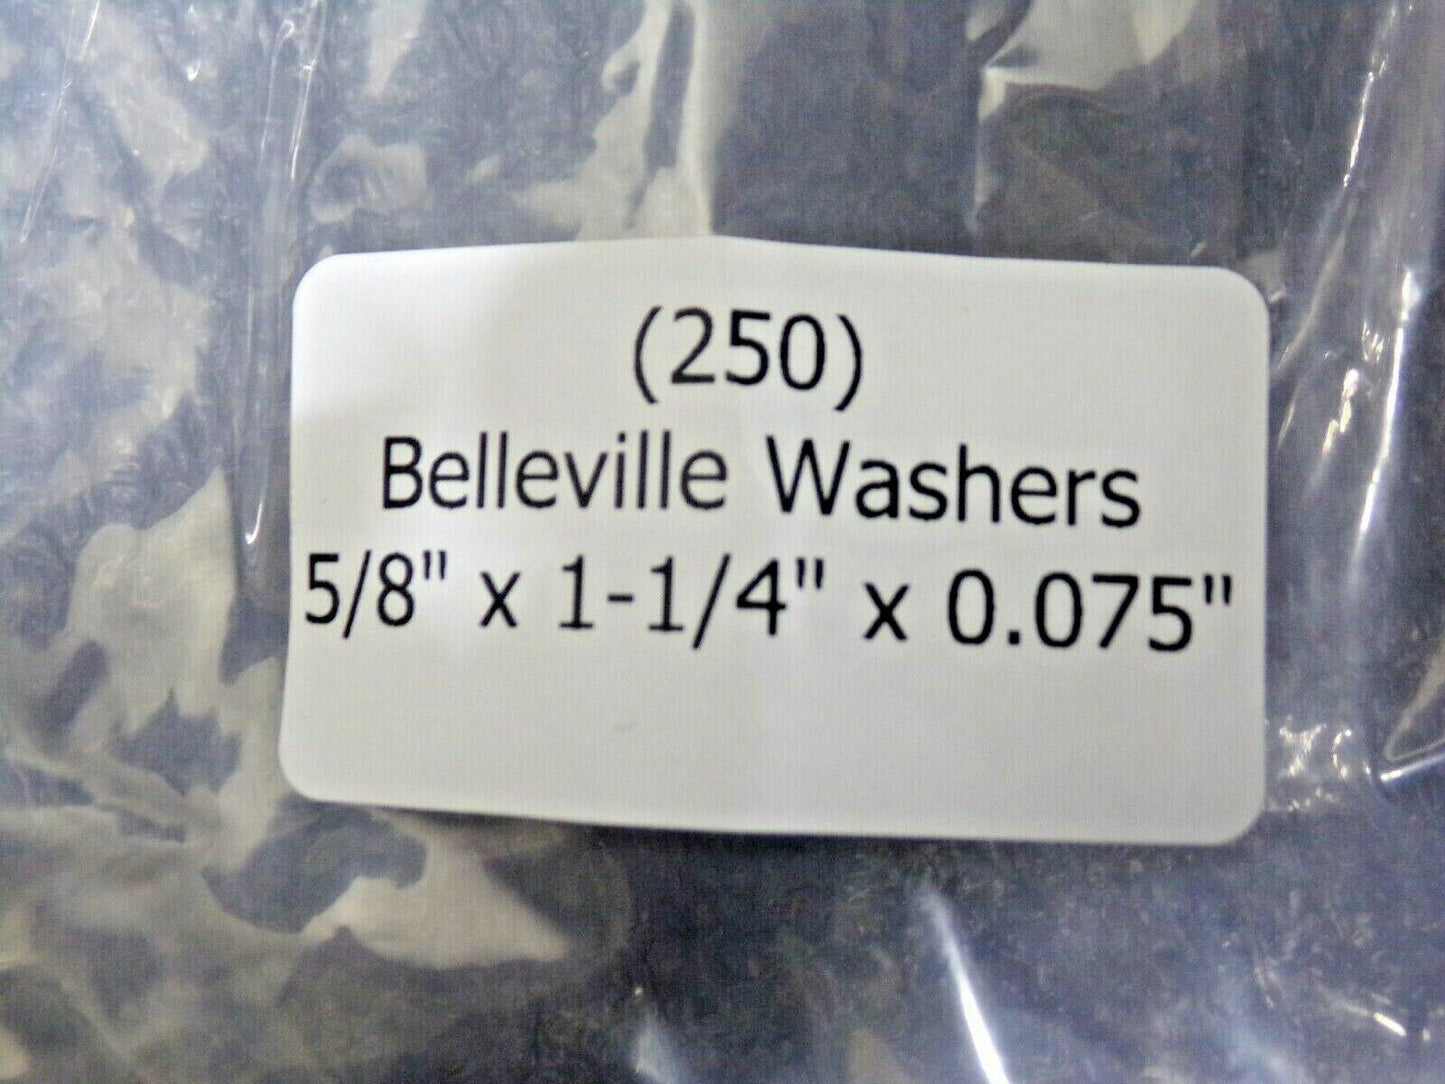 (250)
Belleville Washers
5/8" x 1-1/4" x 0.075"